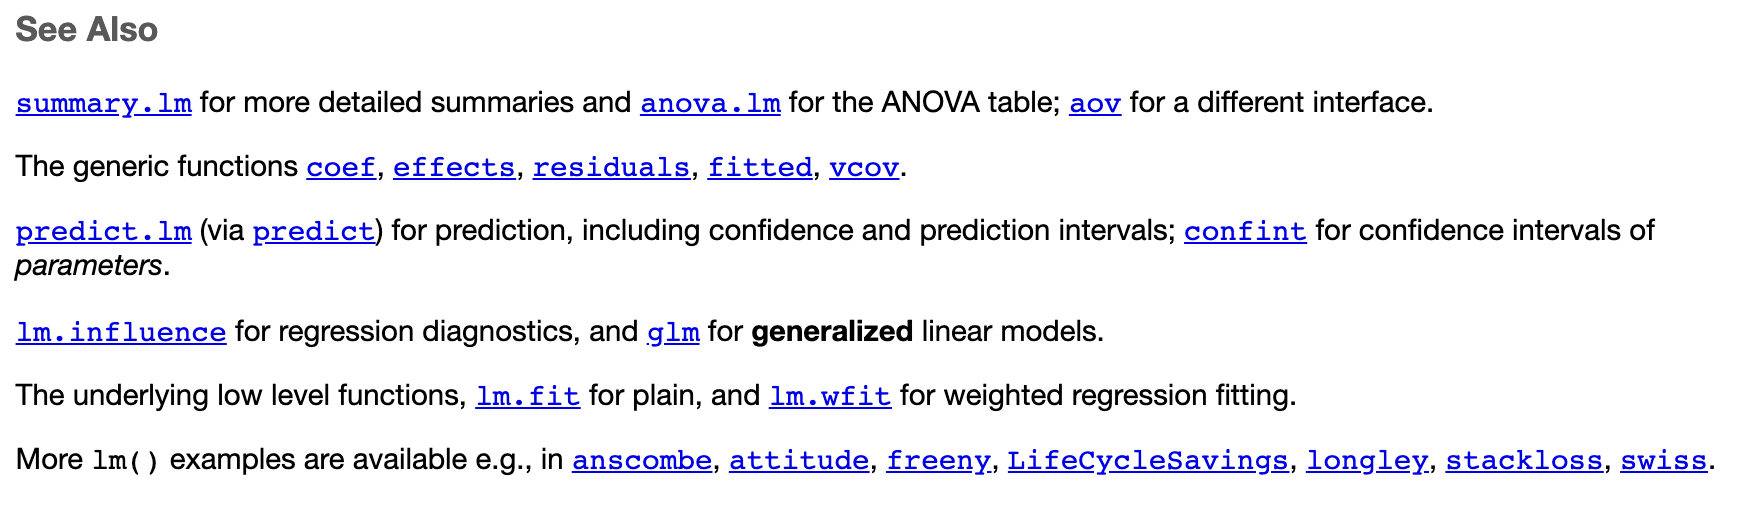 See Also
summary.lm for more detailed summaries and anova.lm for the ANOVA table; aov for a different interface.
The generic functions coef, effects, residuals, fitted, vcov.
predict.lm (via predict) for prediction, including confidence and prediction intervals; confint for confidence intervals of
parameters.
lm.influence for regression diagnostics, and glm for generalized linear models.
The underlying low level functions, lm.fit for plain, and lm.wfit for weighted regression fitting.
More lm() examples are available e.g., in anscombe, attitude, freeny, LifeCycleSavings, longley, stackloss, swiss.